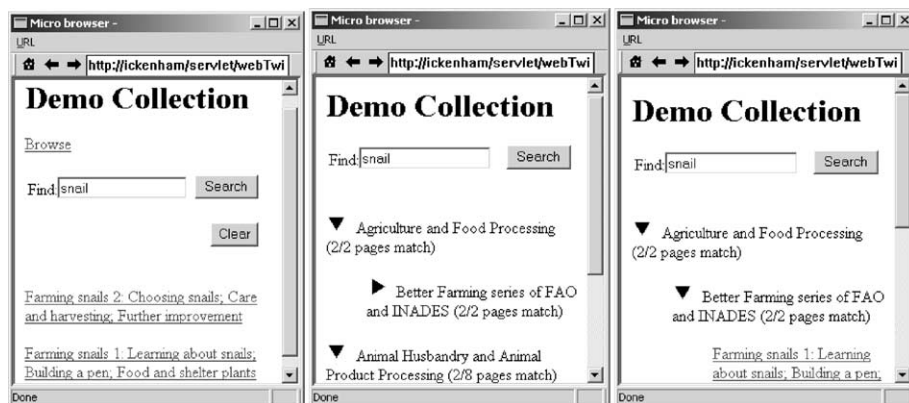 Micro browser -
URL
http://ickenham/servlet/webTwi
Demo Collection
Browse
Find: snail Search
Clear
Farming snails 2: Choosing snails; Care
and harvesting; Further improvement
Farming snails 1: Learning about snails;
Building a pen; Food and shelter plants
Done
Micro browser -
URL
http://ickenham/servlet/webTwi
Demo Collection
Find: snail Search
Agriculture and Food Processing
(2/2 pages match)
Better Farming series of FAO
and INADES (2/2 pages match)
Animal Husbandry and Animal
Product Processing (2/8 pages match)
Done
Micro browser -
URL
http://ickenham/servlet/webTwi
Demo Collection
Find: snail Search
Agriculture and Food Processing
(2/2 pages match)
Better Farming series of FAO
and INADES (2/2 pages match)
Farming snails 1: Learning
about snails; Building a pen;
Done